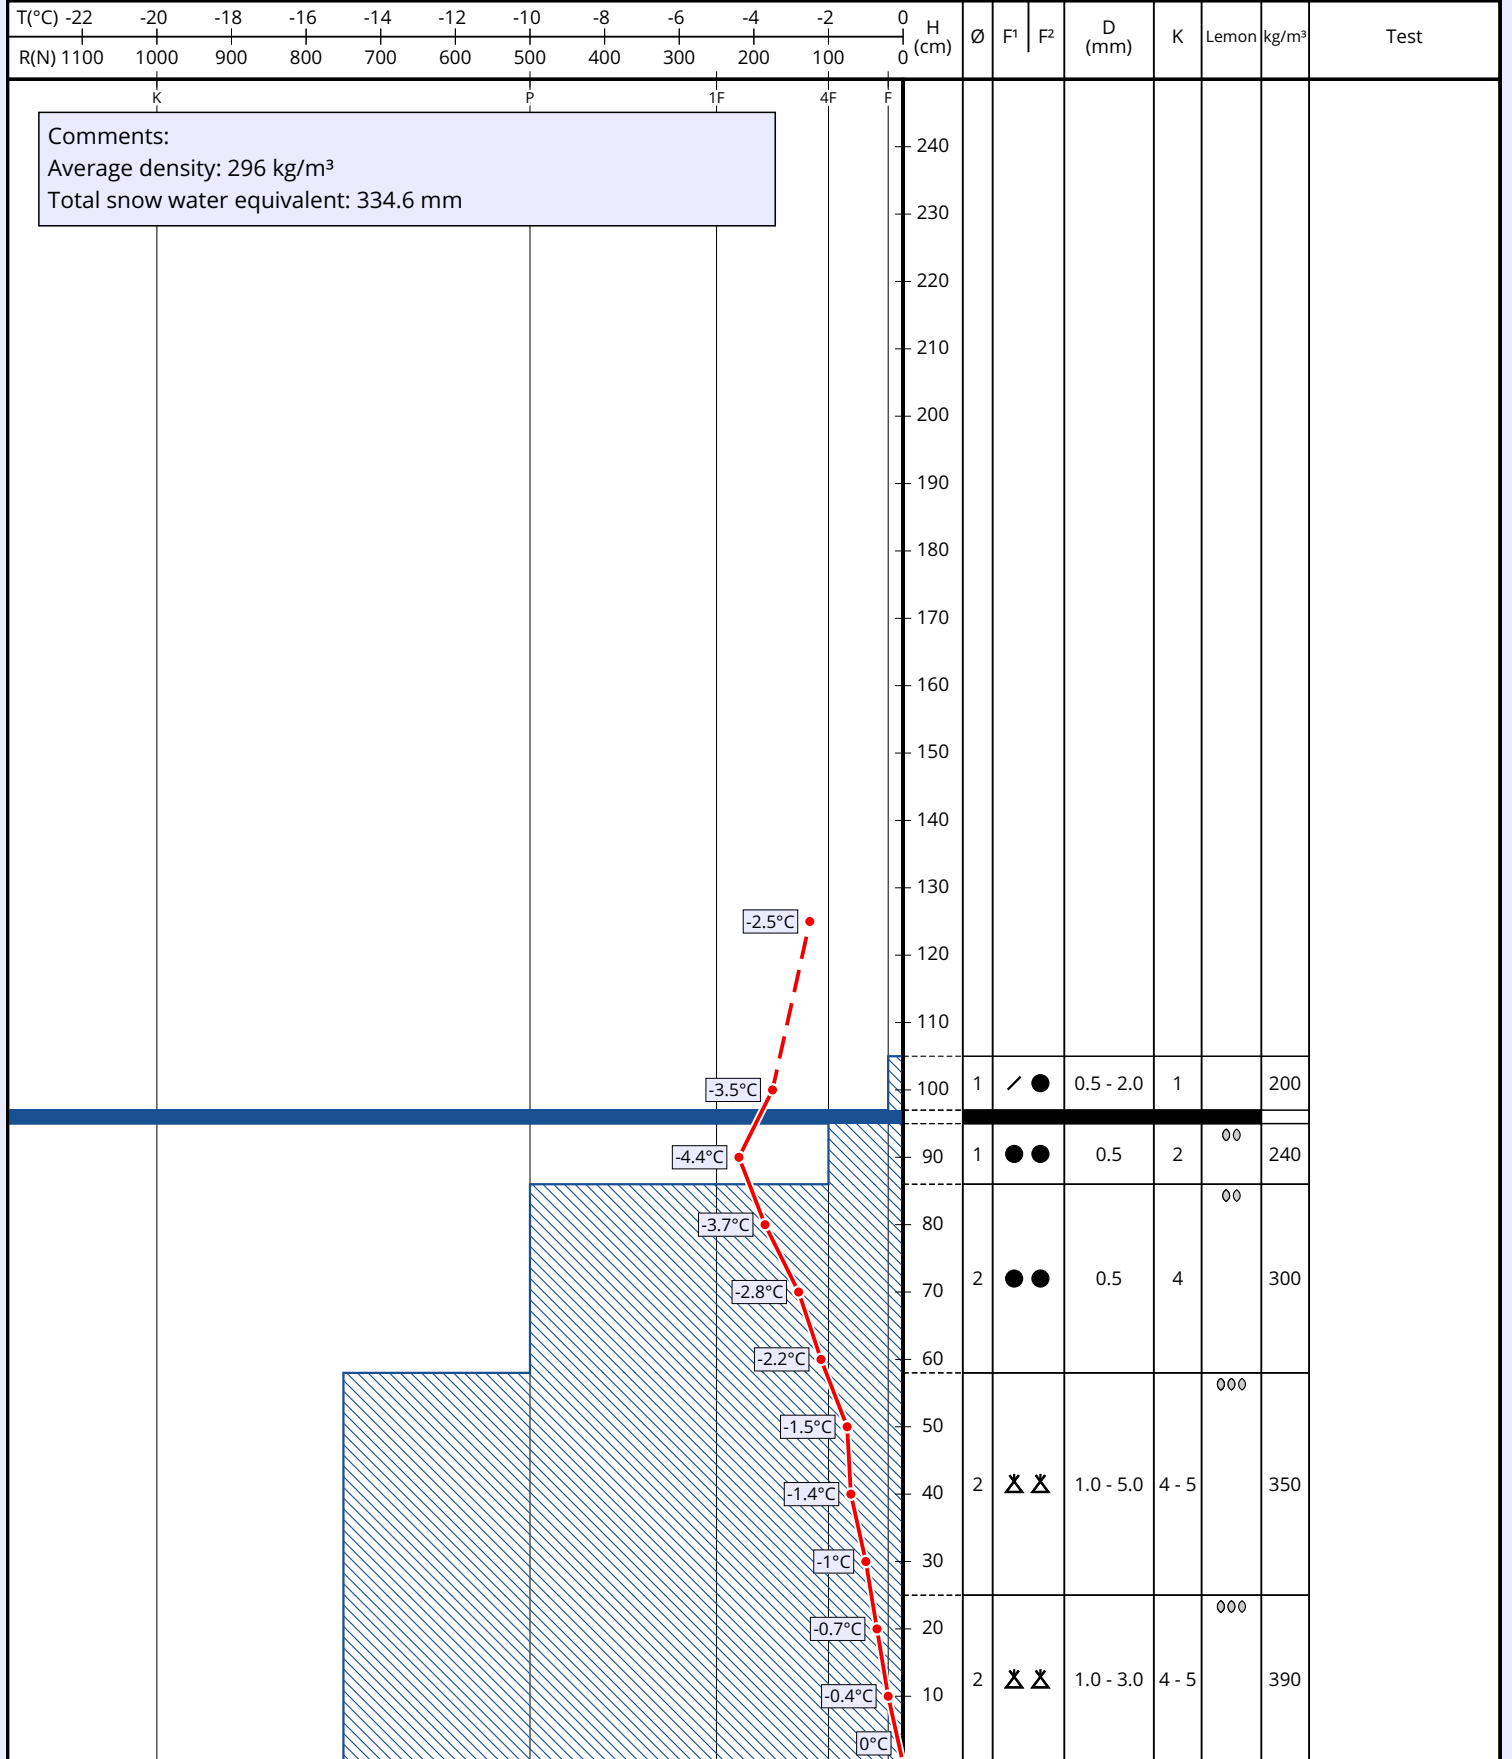 T(°C) -22 -20 -18 -16 -14 -12 -10 -8 -6 -4 -2 0
R(N) 1100 1000 900 800 700 600 500 400 300 200 100 0
H (cm) Ø F¹ F² D (mm) K Lemon kg/m³ Test
K P 1F 4F F
Comments:
Average density: 296 kg/m³
Total snow water equivalent: 334.6 mm
240
230
220
210
200
190
180
170
160
150
140
130
-2.5°C
120
110
-3.5°C 100 1 0.5 - 2.0 1 200
-4.4°C 90 1 0.5 2 240
-3.7°C 80
2 0.5 4 300
-2.8°C 70
-2.2°C 60
-1.5°C 50
2 1.0 - 5.0 4 - 5 350
-1.4°C 40
-1°C 30
-0.7°C 20
2 1.0 - 3.0 4 - 5 390
-0.4°C 10
0°C